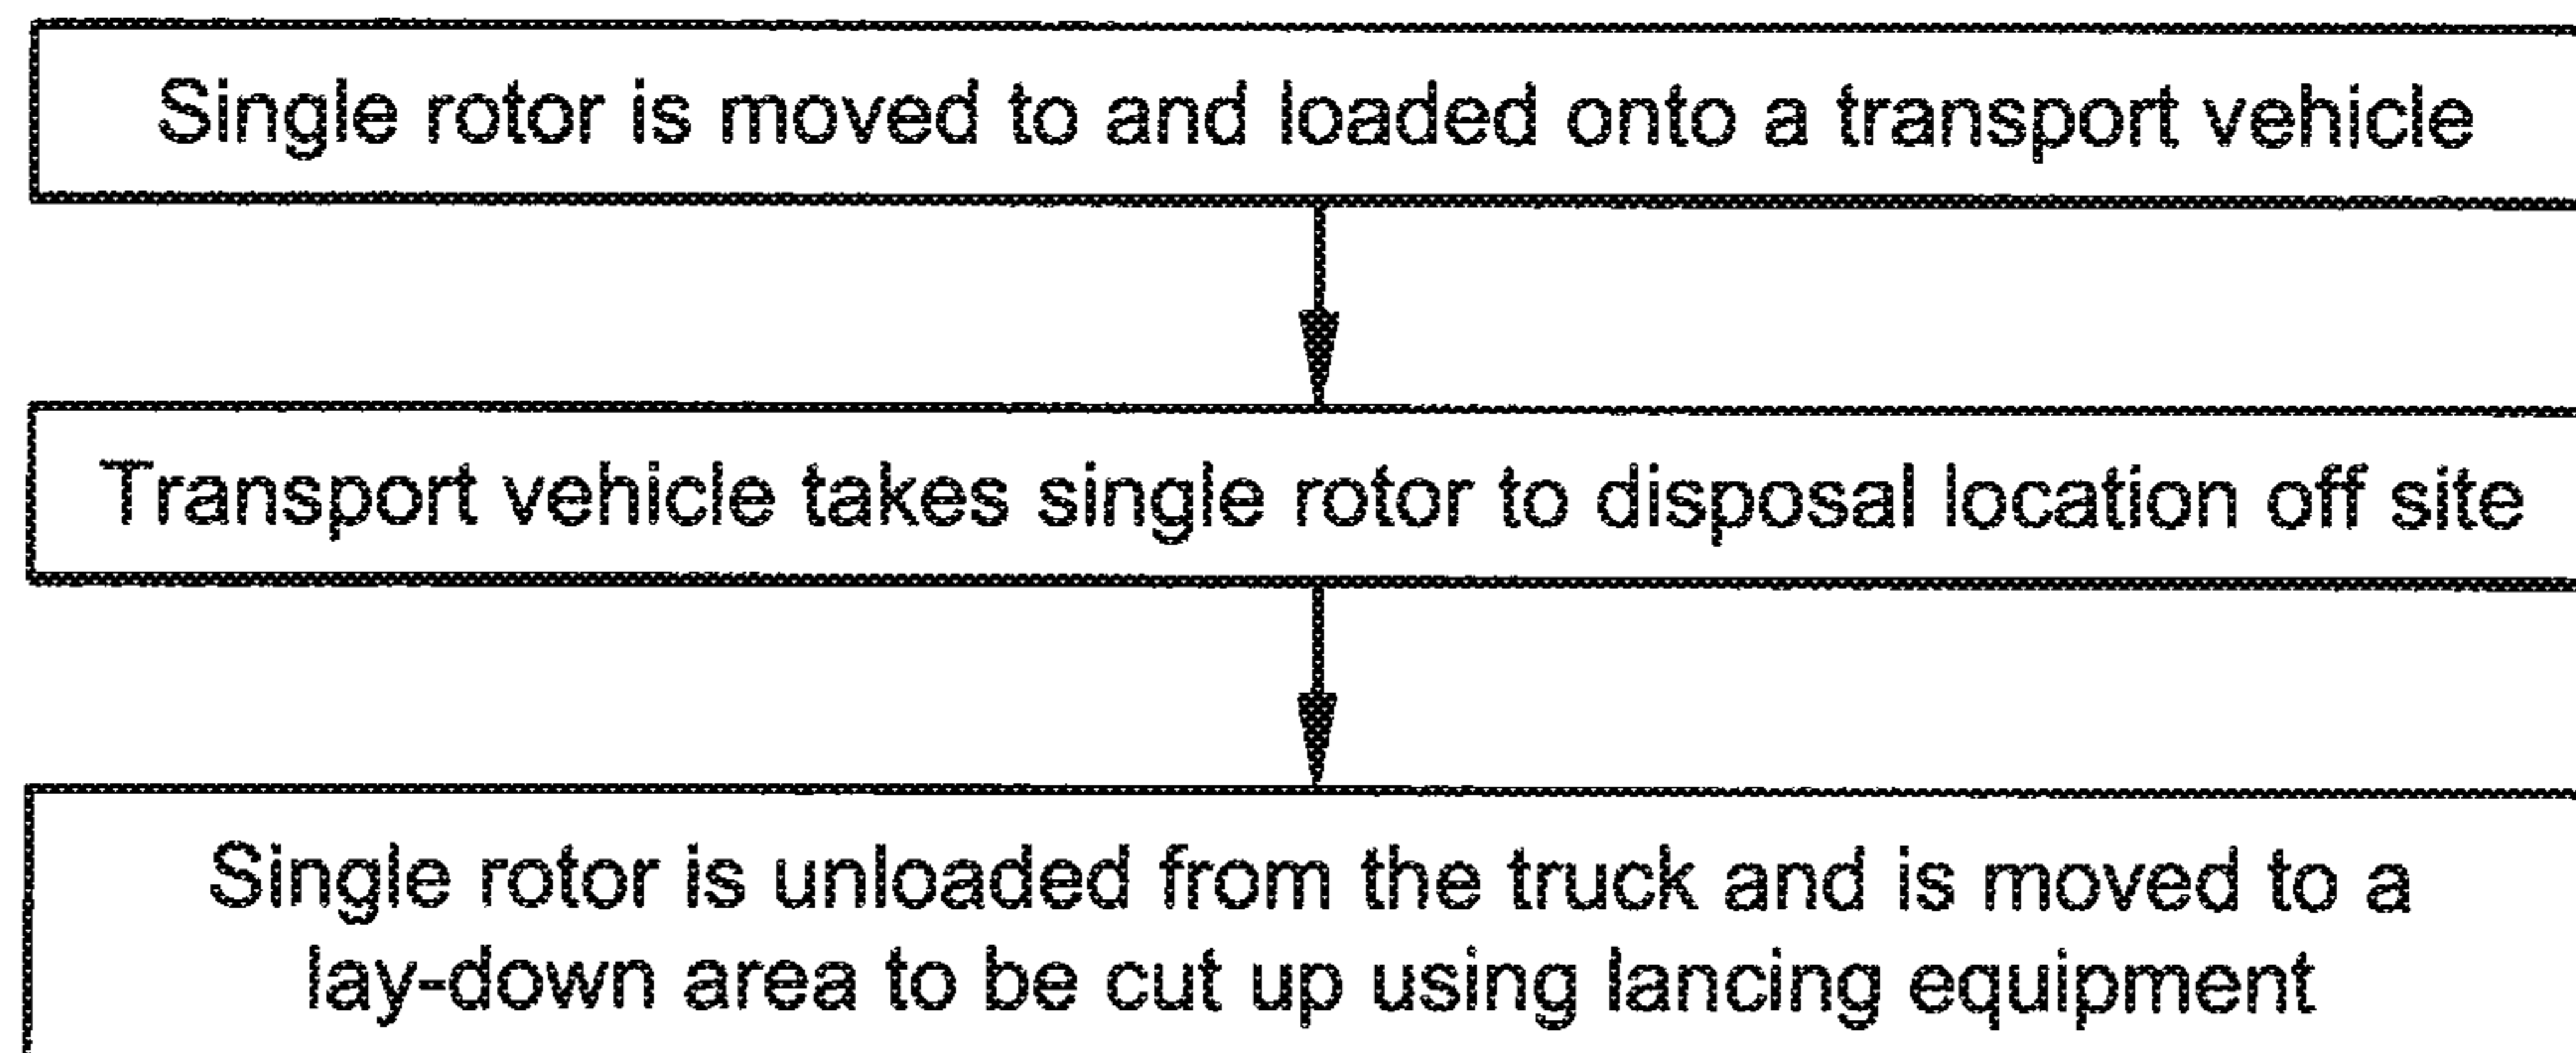 Single rotor is moved to and loaded onto a transport vehicle
Transport vehicle takes single rotor to disposal location off site
Single rotor is unloaded from the truck and is moved to a
lay-down area to be cut up using lancing equipment